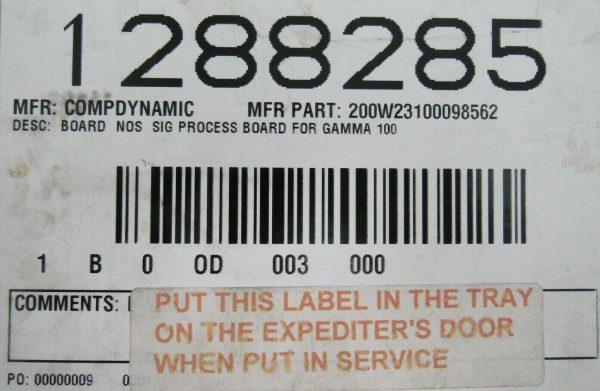 1288285
MFR: COMPDYNAMIC MFR PART: 200W23100098562
DESC: BOARD NOS SIG PROCESS BOARD FOR GAMMA 100
1 B 0 0D 003 000
COMMENTS:
PUT THIS LABEL IN THE TRAY
ON THE EXPEDITER'S DOOR
WHEN PUT IN SERVICE
PO: 00000009